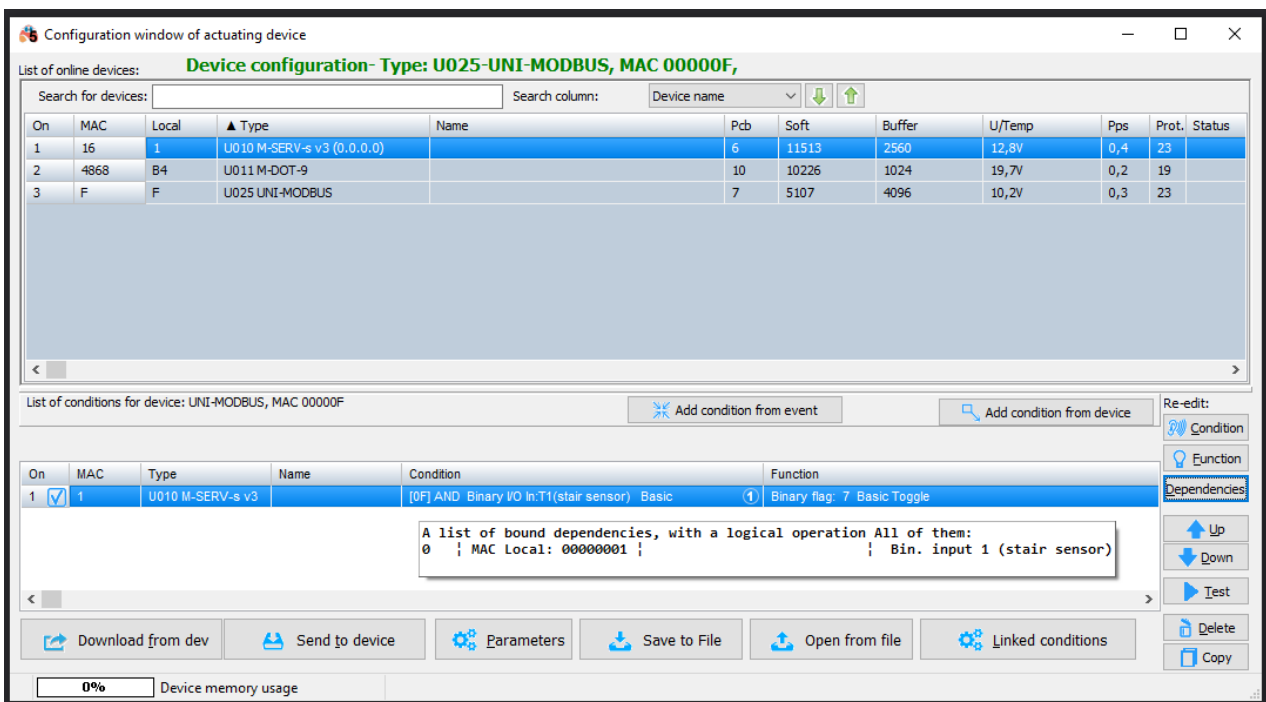 Configuration window of actuating device
List of online devices: Device configuration- Type: U025-UNI-MODBUS, MAC 00000F,
Search for devices: Search column: Device name
On MAC Local ▲ Type Name Pcb Soft Buffer U/Temp Pps Prot. Status
1 16 1 U010 M-SERV-s v3 (0.0.0.0) 6 11513 2560 12,8V 0,4 23
2 4868 B4 U011 M-DOT-9 10 10226 1024 19,7V 0,2 19
3 F F U025 UNI-MODBUS 7 5107 4096 10,2V 0,3 23
List of conditions for device: UNI-MODBUS, MAC 00000F Add condition from event Add condition from device Re-edit:
Condition
Function
On MAC Type Name Condition Function
1 1 U010 M-SERV-s v3 [0F] AND Binary I/O In:T1(stair sensor) Basic 1 Binary flag: 7 Basic Toggle
Dependencies
A list of bound dependencies, with a logical operation All of them:
0 ¦ MAC Local: 00000001 ¦ ¦ Bin. input 1 (stair sensor)
Up
Down
Test
Download from dev Send to device Parameters Save to File Open from file Linked conditions
Delete
Copy
0% Device memory usage